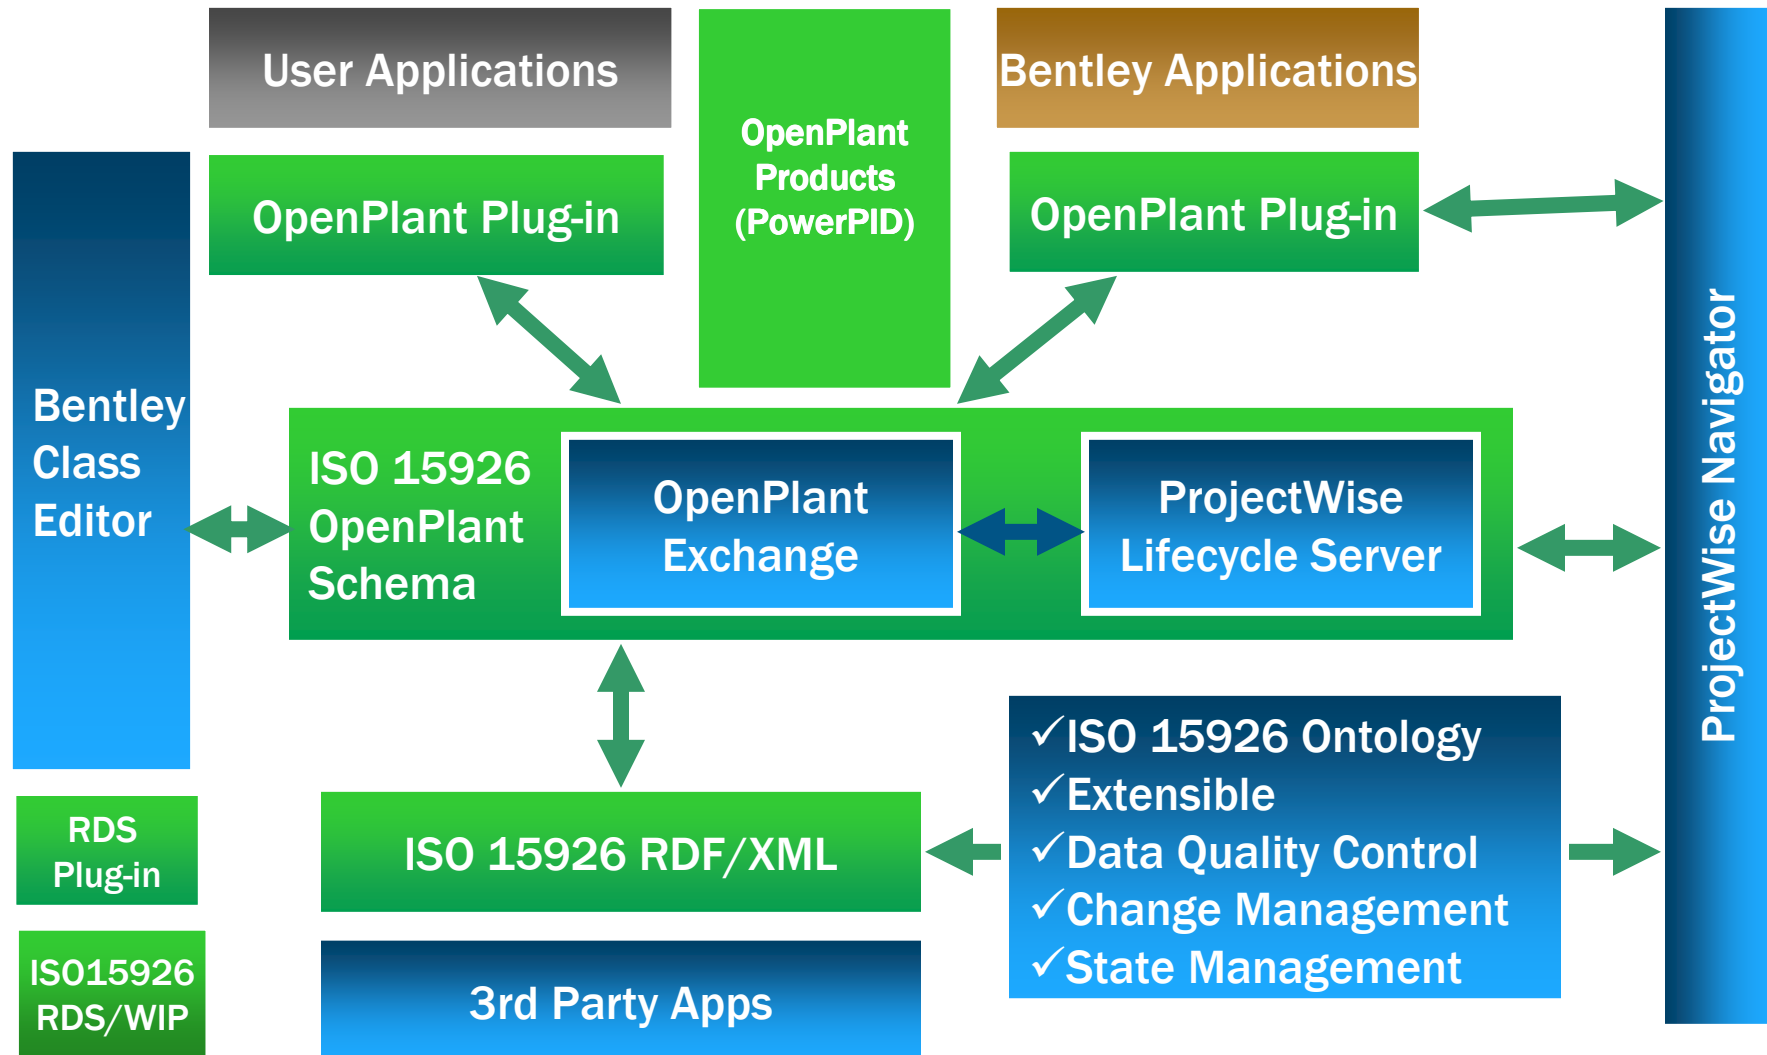 User Applications
OpenPlant Plug-in
OpenPlant
Products
(PowerPID)
Bentley Applications
OpenPlant Plug-in
ProjectWise Navigator
Bentley
Class
Editor
ISO 15926
OpenPlant
Schema
OpenPlant
Exchange
ProjectWise
Lifecycle Server
RDS
Plug-in
ISO15926
RDS/WIP
ISO 15926 RDF/XML
3rd Party Apps
✓ISO 15926 Ontology
✓Extensible
✓Data Quality Control
✓Change Management
✓State Management